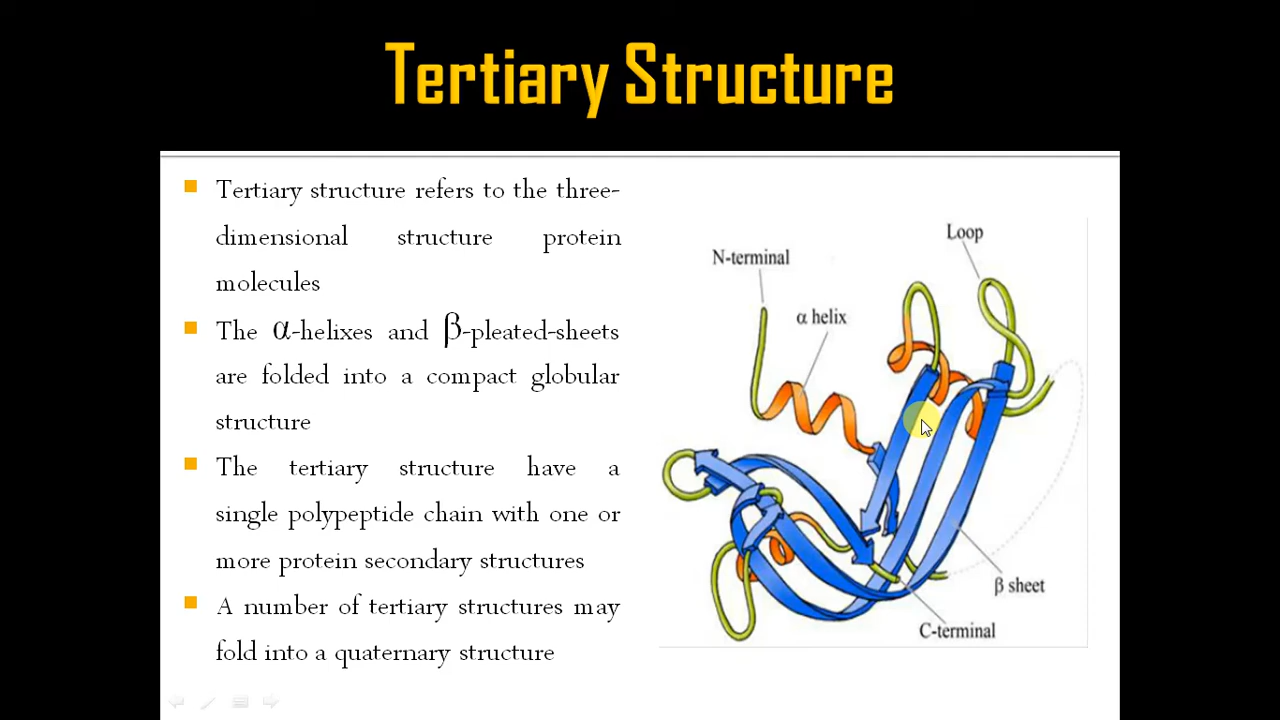 Tertiary Structure
Tertiary structure refers to the three-
dimensional structure protein
molecules
The α-helixes and β-pleated-sheets
are folded into a compact globular
structure
The tertiary structure have a
single polypeptide chain with one or
more protein secondary structures
A number of tertiary structures may
fold into a quaternary structure
Loop
N-terminal
α helix
β sheet
C-terminal